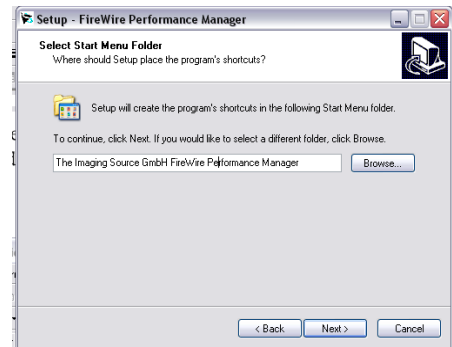 Setup - FireWire Performance Manager
Select Start Menu Folder
Where should Setup place the program's shortcuts?
Setup will create the program's shortcuts in the following Start Menu folder.
To continue, click Next. If you would like to select a different folder, click Browse.
The Imaging Source GmbH FireWire Performance Manager
Browse...
< Back
Next >
Cancel